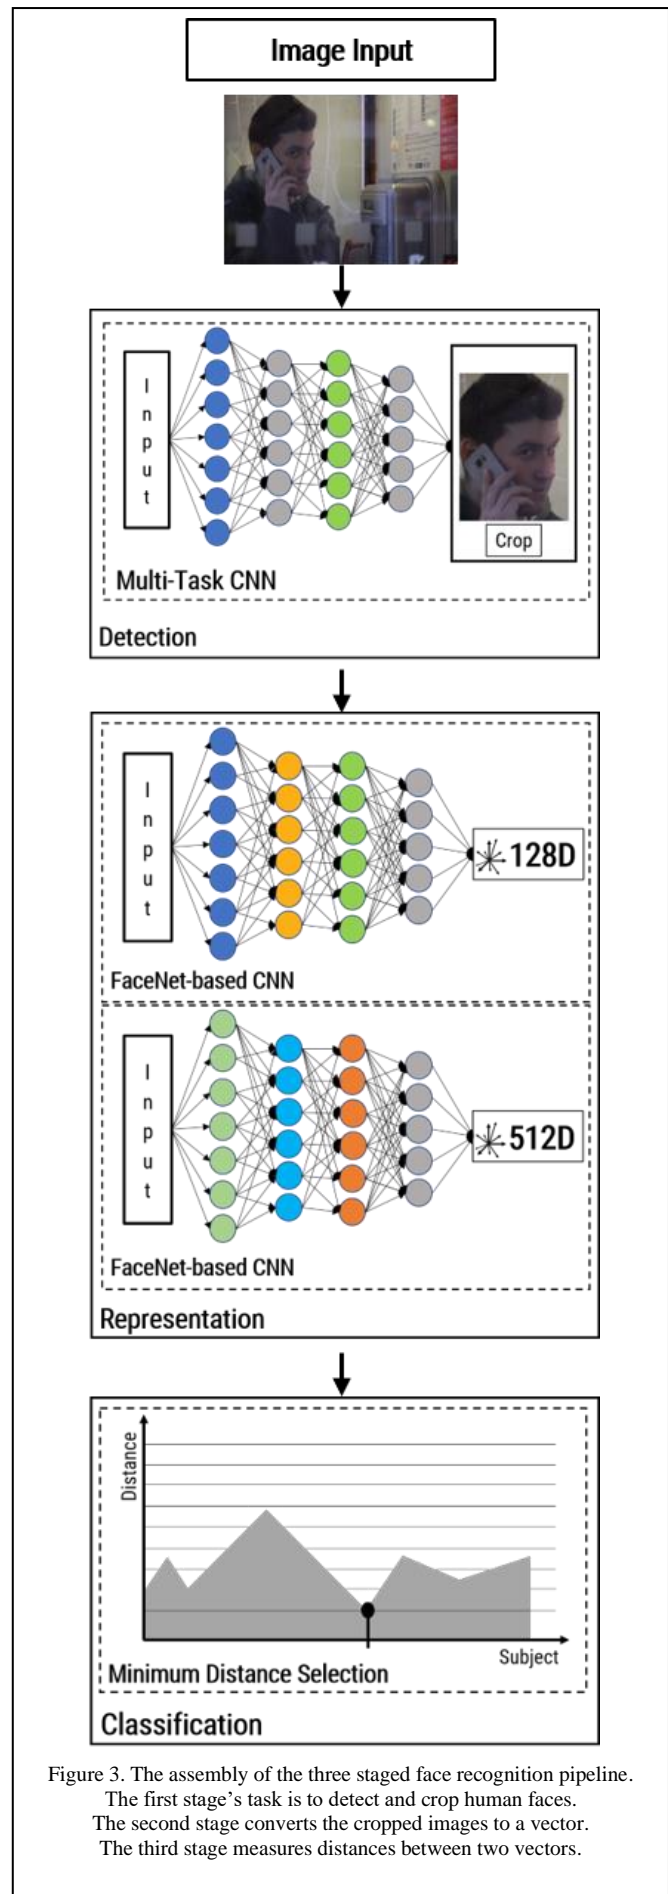 Image Input
Input
Crop
Multi-Task CNN
Detection
Input
128D
FaceNet-based CNN
Input
512D
FaceNet-based CNN
Representation
Distance
Subject
Minimum Distance Selection
Classification
Figure 3. The assembly of the three staged face recognition pipeline.
The first stage’s task is to detect and crop human faces.
The second stage converts the cropped images to a vector.
The third stage measures distances between two vectors.